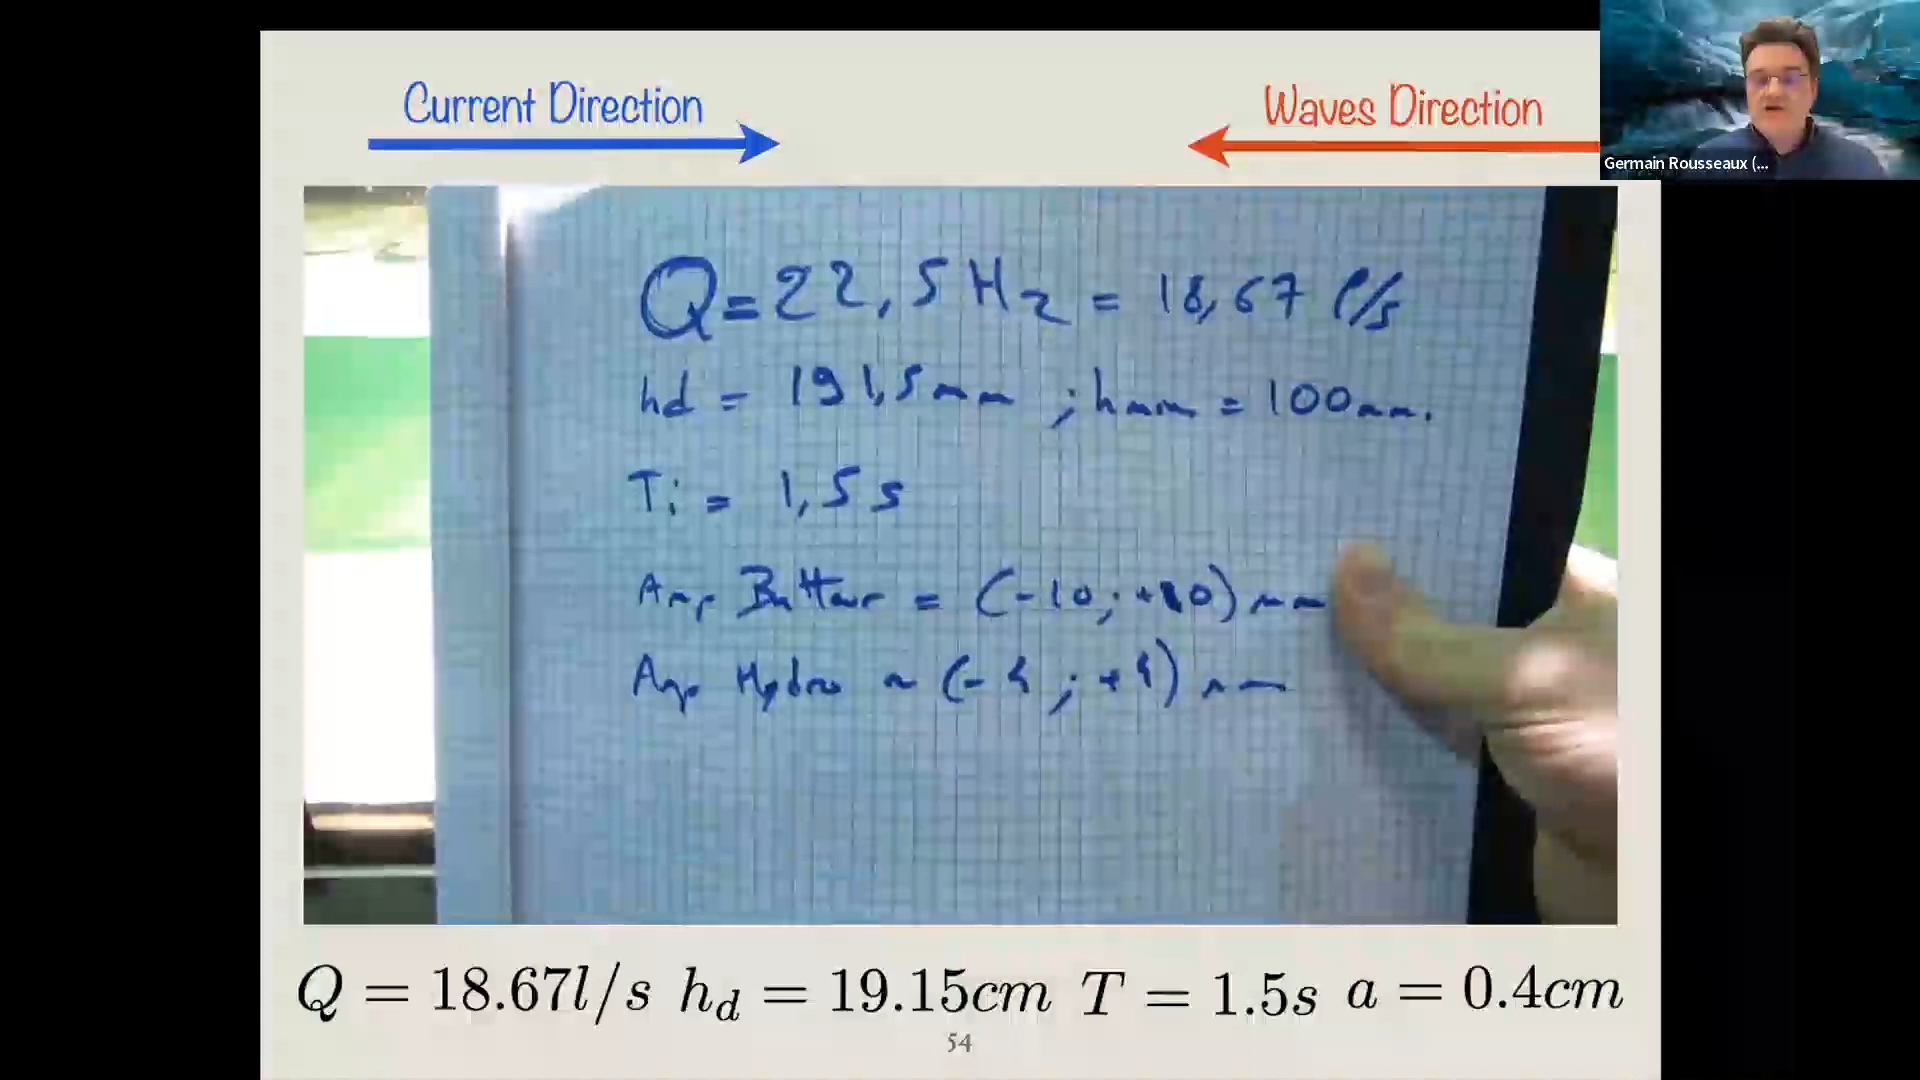 Current Direction
Waves Direction
Germain Rousseaux (...
Q = 22,5 Hz = 18,67 l/s
hd = 191,5 mm ; hmm = 100 mm.
Ti = 1,5 s
Amp Batteur = (-10 ; +10) mm
Amp Hydro ~ (-4 ; +4) mm
Q = 18.67l/s h_d = 19.15cm T = 1.5s a = 0.4cm
54